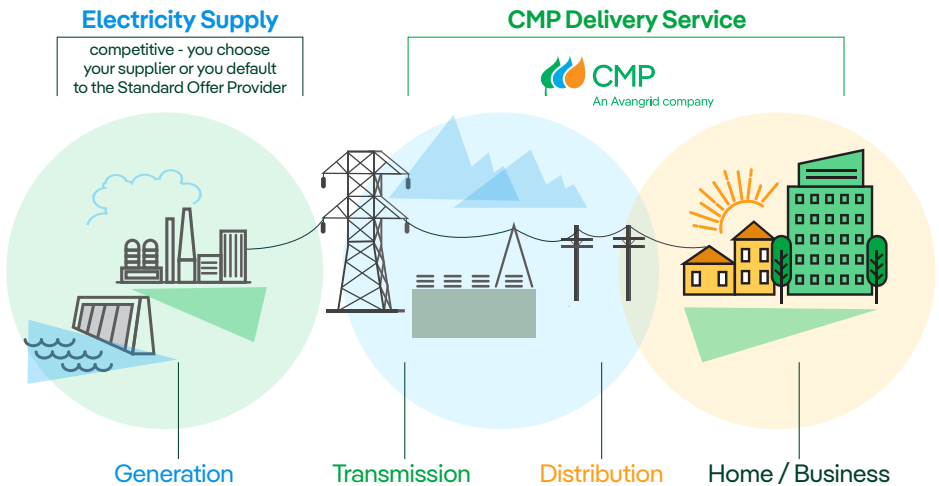 Electricity Supply
competitive - you choose
your supplier or you default
to the Standard Offer Provider
CMP Delivery Service
CMP
An Avangrid company
Generation
Transmission
Distribution
Home / Business